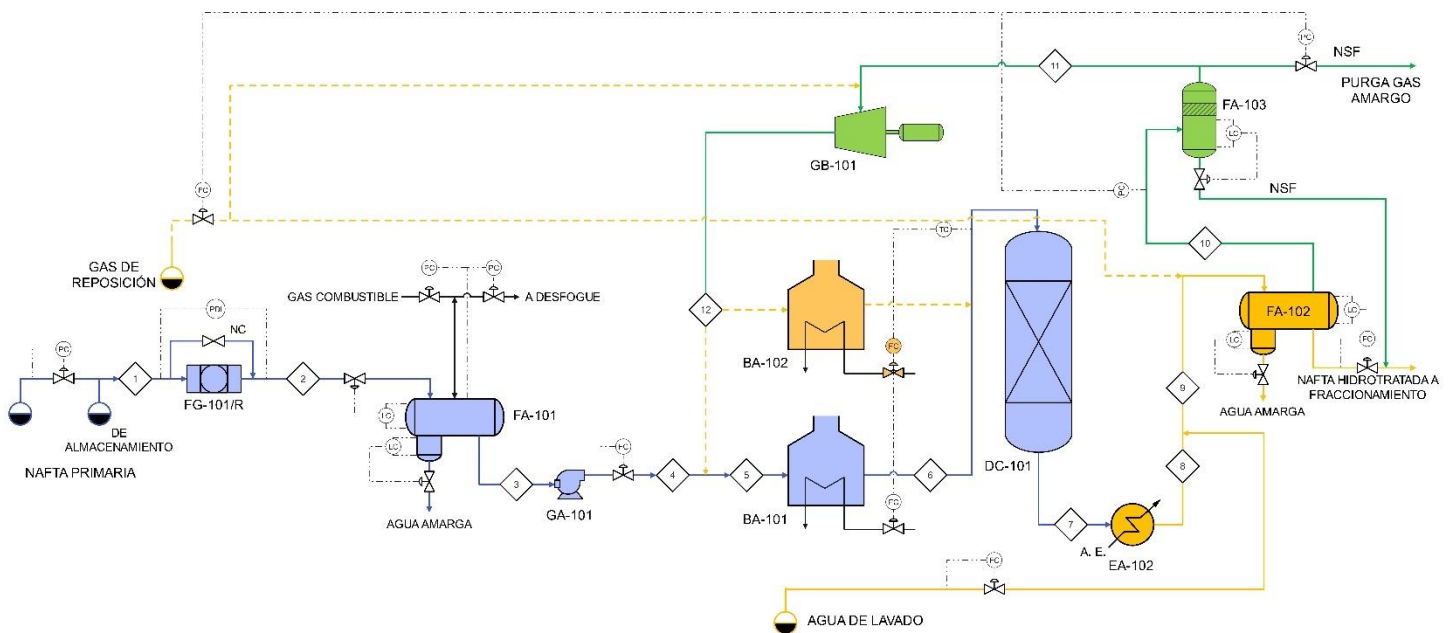 PC
NSF
11
PURGA GAS
AMARGO
FA-103
LC
GB-101
FC
PC
NSF
TC
10
GAS DE
REPOSICIÓN
PC
PC
GAS COMBUSTIBLE
A DESFOGUE
12
FA-102
LC
PDI
NC
BA-102
FC
DC-101
LC
FC
PC
1
2
9
NAFTA HIDROTRATADA A
FRACCIONAMIENTO
FG-101/R
AGUA AMARGA
LC
FA-101
DE
ALMACENAMIENTO
LC
FC
4
5
6
8
NAFTA PRIMARIA
3
BA-101
FC
7
AGUA AMARGA
GA-101
A. E.
EA-102
FC
AGUA DE LAVADO